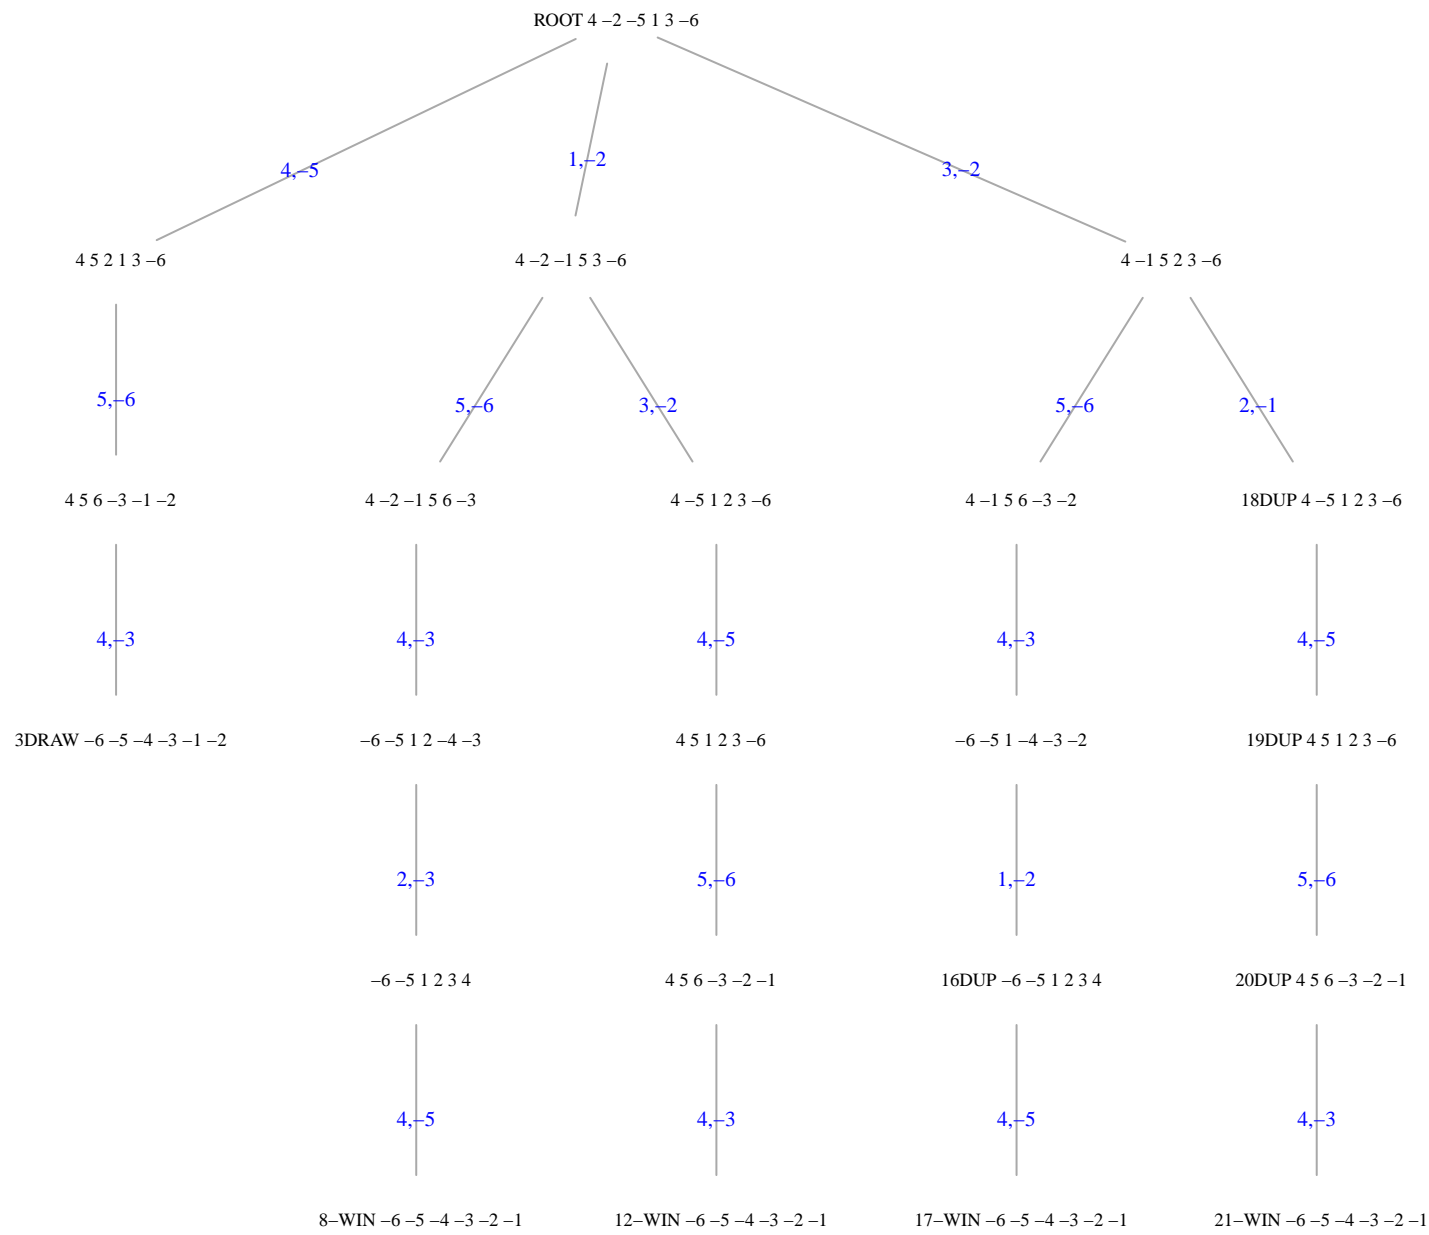 ROOT 4 –2 –5 1 3 –6
4,–5
1,–2
3,–2
4 5 2 1 3 –6
4 –2 –1 5 3 –6
4 –1 5 2 3 –6
5,–6
5,–6
3,–2
5,–6
2,–1
4 5 6 –3 –1 –2
4 –2 –1 5 6 –3
4 –5 1 2 3 –6
4 –1 5 6 –3 –2
18DUP 4 –5 1 2 3 –6
4,–3
4,–3
4,–5
4,–3
4,–5
3DRAW –6 –5 –4 –3 –1 –2
–6 –5 1 2 –4 –3
4 5 1 2 3 –6
–6 –5 1 –4 –3 –2
19DUP 4 5 1 2 3 –6
2,–3
5,–6
1,–2
5,–6
–6 –5 1 2 3 4
4 5 6 –3 –2 –1
16DUP –6 –5 1 2 3 4
20DUP 4 5 6 –3 –2 –1
4,–5
4,–3
4,–5
4,–3
8–WIN –6 –5 –4 –3 –2 –1
12–WIN –6 –5 –4 –3 –2 –1
17–WIN –6 –5 –4 –3 –2 –1
21–WIN –6 –5 –4 –3 –2 –1